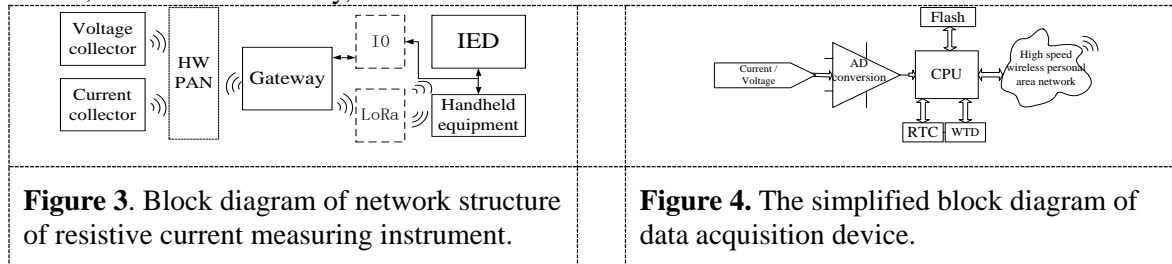 Voltage
collector
Current
collector
HW
PAN
Gateway
IO
LoRa
IED
Handheld
equipment
Flash
Current /
Voltage
AD
conversion
CPU
High speed
wireless personal
area network
RTC
WTD
Figure 3. Block diagram of network structure
of resistive current measuring instrument.
Figure 4. The simplified block diagram of
data acquisition device.